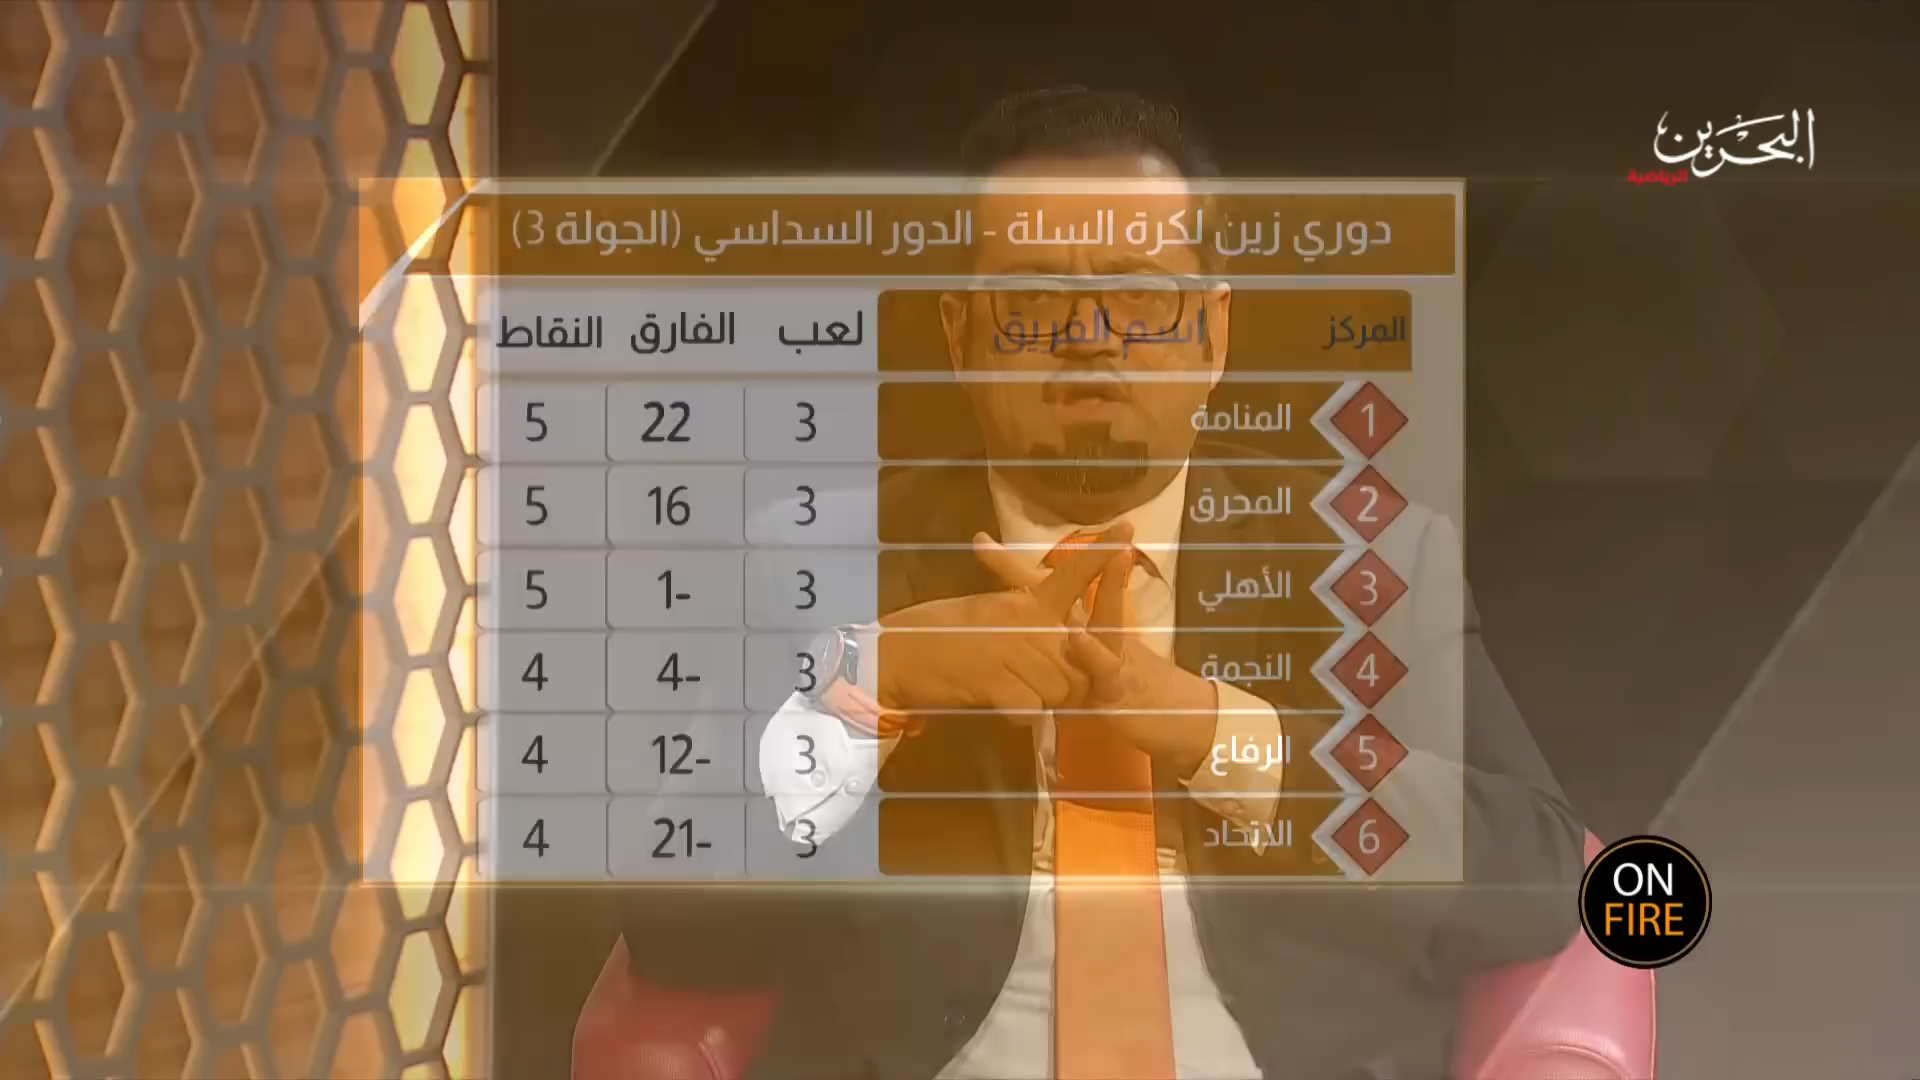 البحرين
الرياضية
دوري زين لكرة السلة - الدور السداسي (الجولة 3)
المركز اسم الفريق لعب الفارق النقاط
1 المنامة 3 22 5
2 المحرق 3 16 5
3 الأهلي 3 -1 5
4 النجمة 3 -4 4
5 الرفاع 3 -12 4
6 الاتحاد 3 -21 4
ON
FIRE